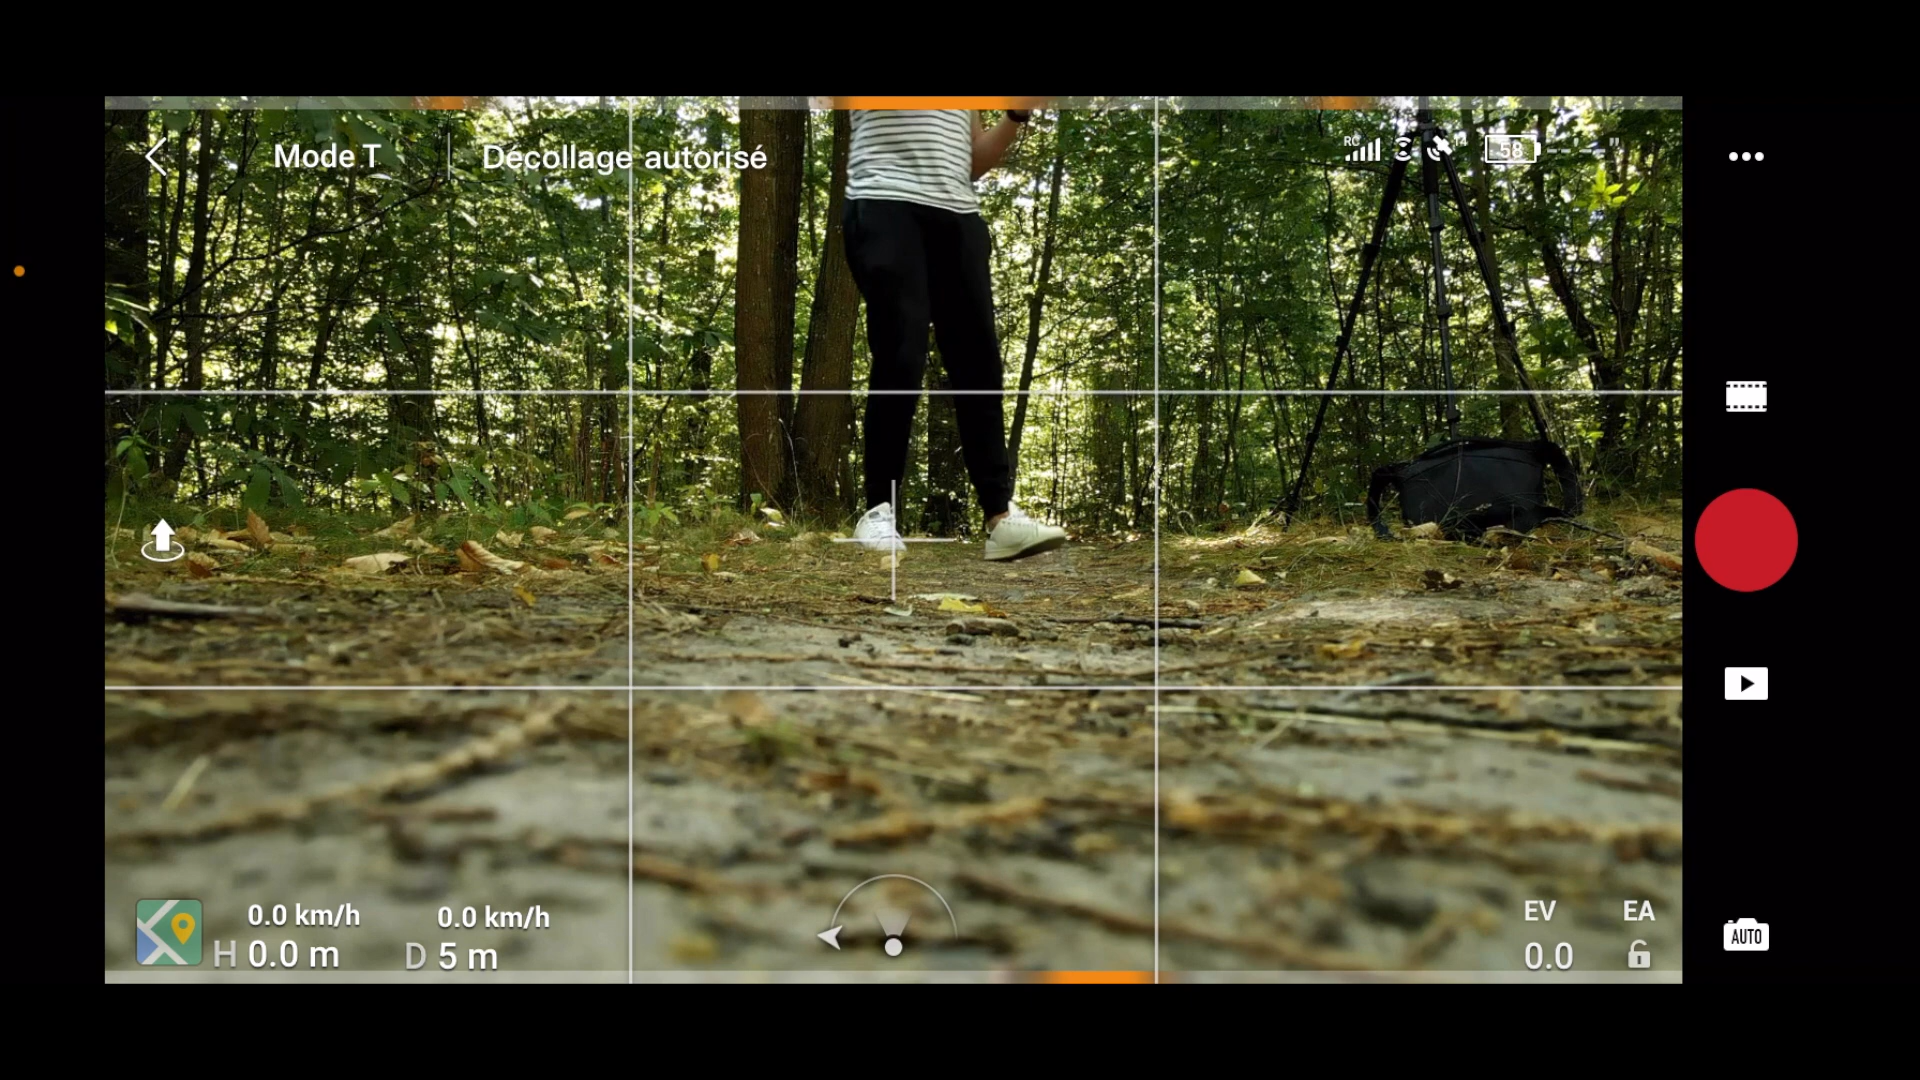 Mode T
Décollage autorisé
RC
14
58
--'--"
0.0 km/h
0.0 km/h
H 0.0 m
D 5 m
EV
EA
0.0
AUTO